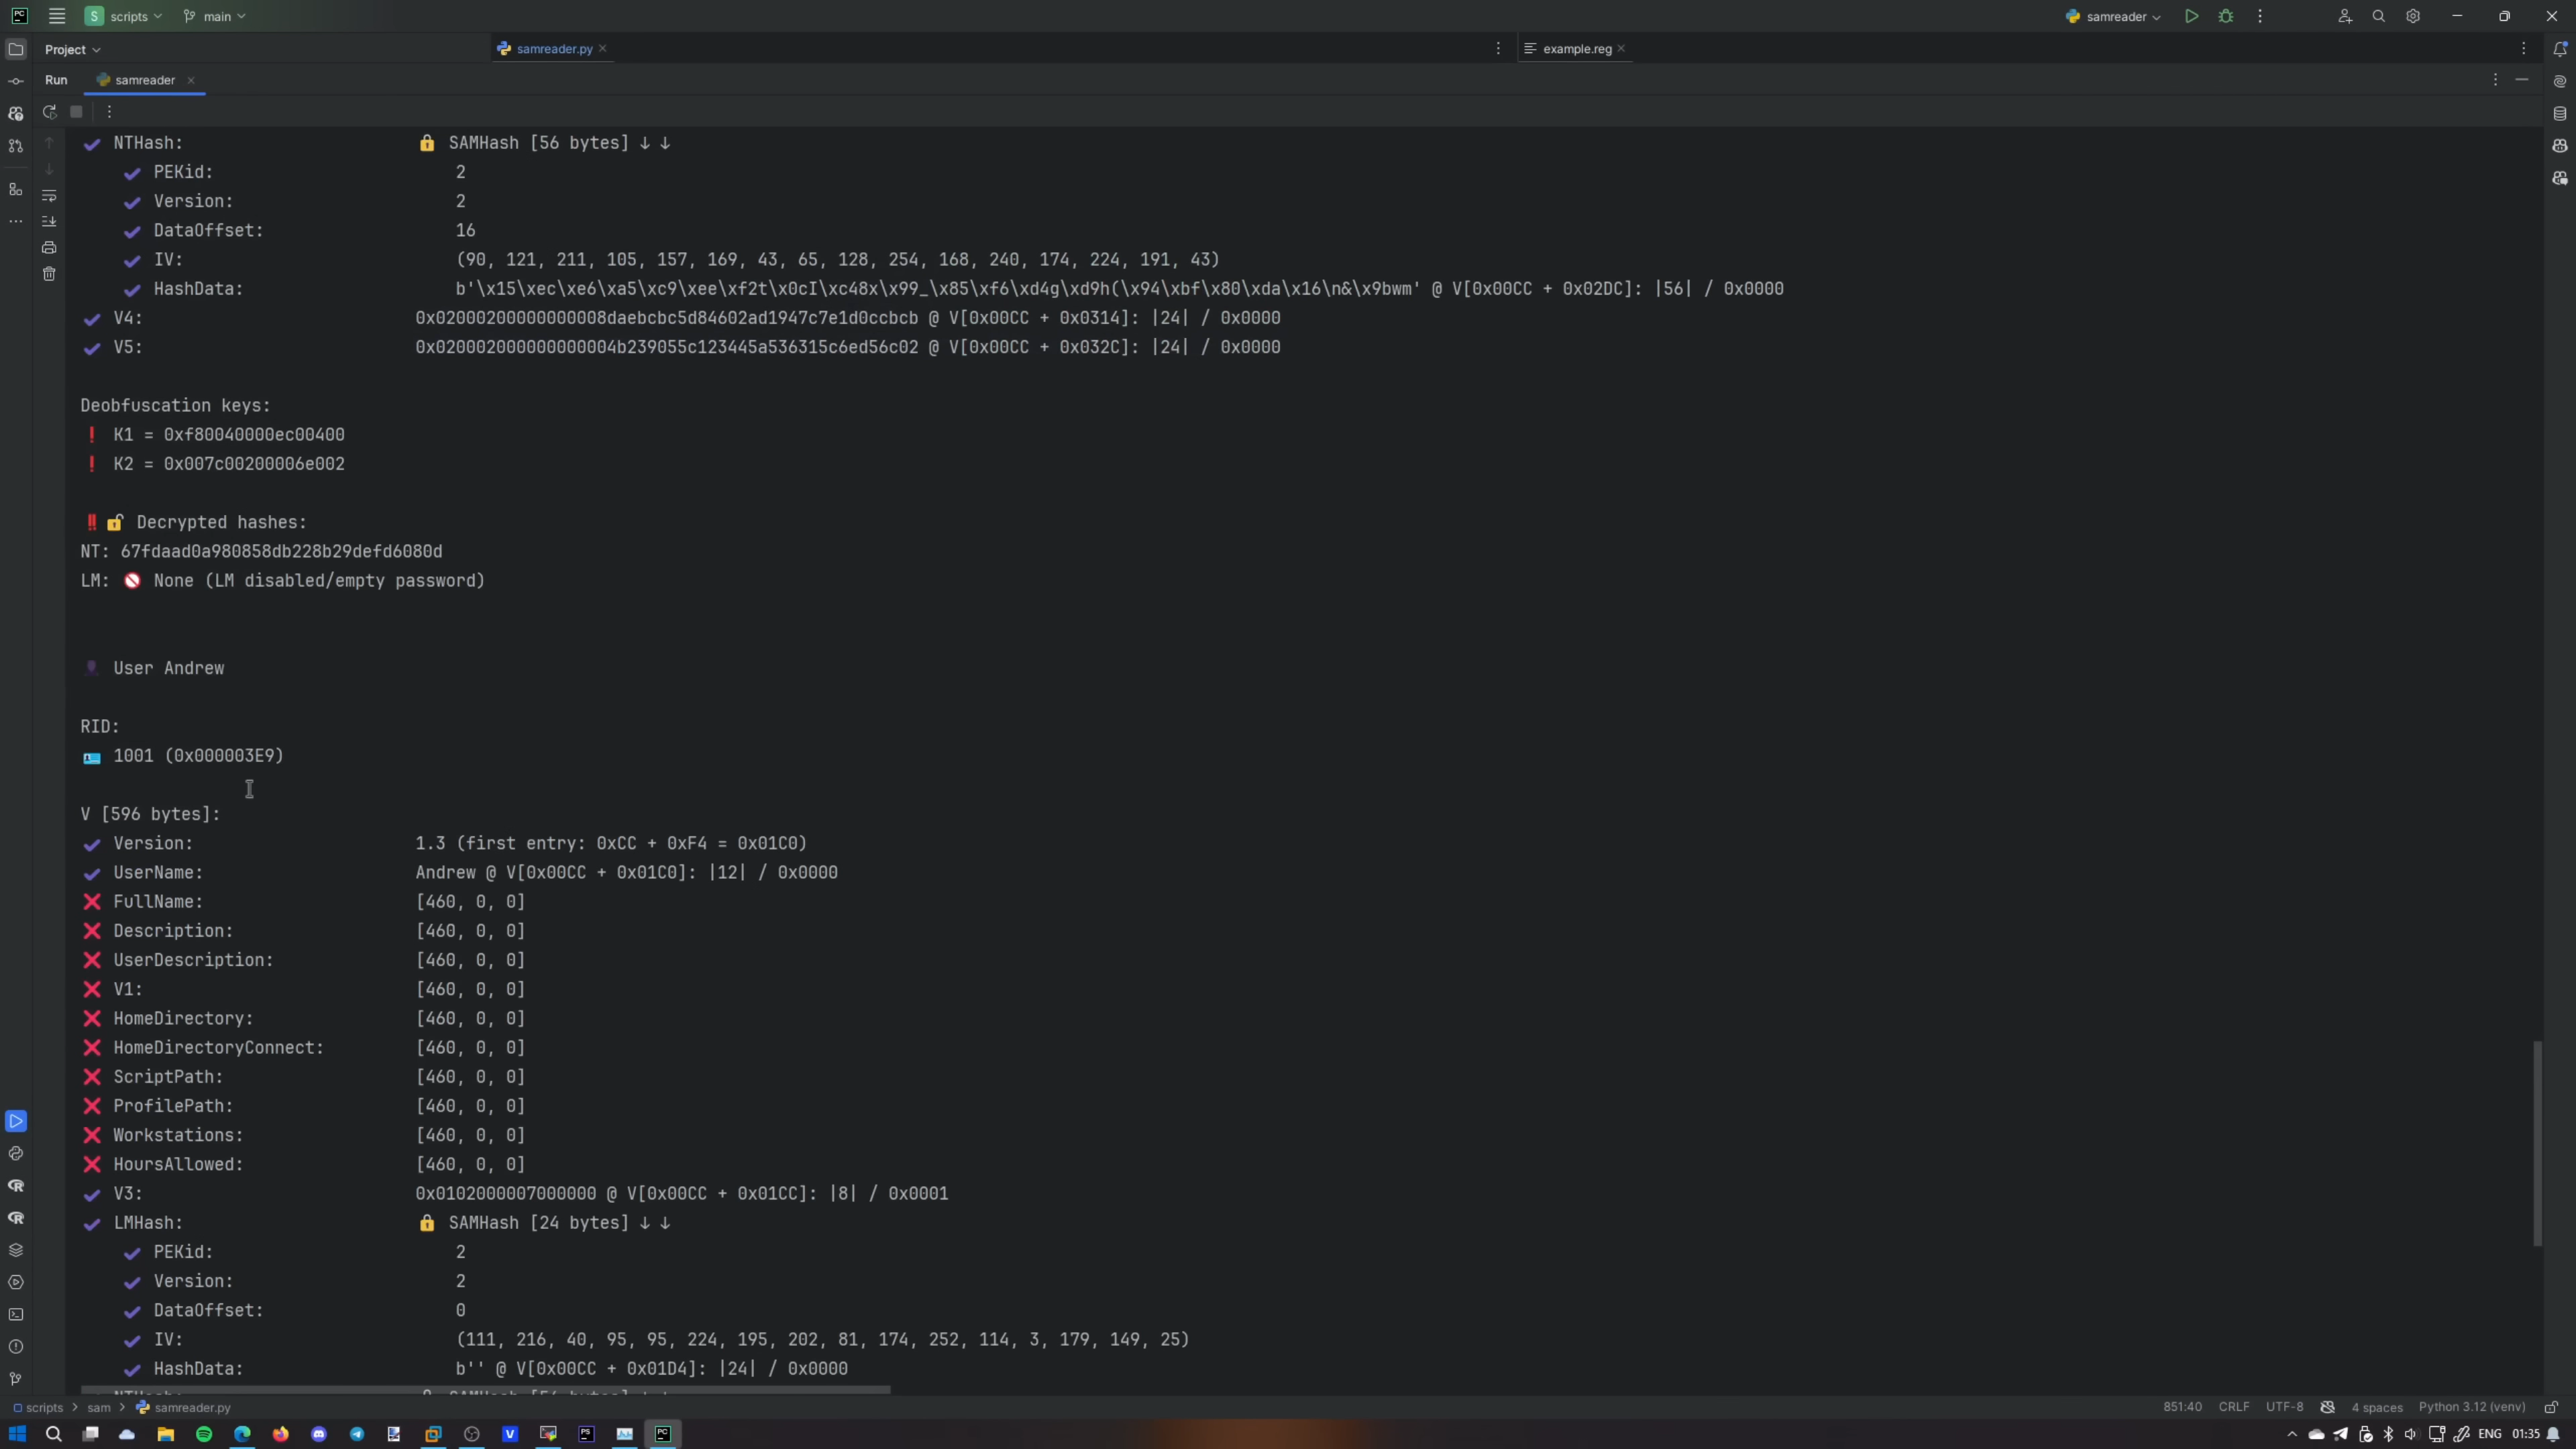 PC scripts main samreader
Project samreader.py example.reg
Run samreader
NTHash: SAMHash [56 bytes] ↓ ↓
PEKid: 2
Version: 2
DataOffset: 16
IV: (90, 121, 211, 105, 157, 169, 43, 65, 128, 254, 168, 240, 174, 224, 191, 43)
HashData: b'\x15\xec\xe6\xa5\xc9\xee\xf2t\x0cI\xc48x\x99_\x85\xf6\xd4g\xd9h(\x94\xbf\x80\xda\x16\n&\x9bwm' @ V[0x00CC + 0x02DC]: |56| / 0x0000
V4: 0x02000200000000008daebcbc5d84602ad1947c7e1d0ccbcb @ V[0x00CC + 0x0314]: |24| / 0x0000
V5: 0x020002000000000004b239055c123445a536315c6ed56c02 @ V[0x00CC + 0x032C]: |24| / 0x0000
Deobfuscation keys:
❗ K1 = 0xf80040000ec00400
❗ K2 = 0x007c00200006e002
‼️🔓 Decrypted hashes:
NT: 67fdaad0a980858db228b29defd6080d
LM: 🚫 None (LM disabled/empty password)
User Andrew
RID:
1001 (0x000003E9)
V [596 bytes]:
Version: 1.3 (first entry: 0xCC + 0xF4 = 0x01C0)
UserName: Andrew @ V[0x00CC + 0x01C0]: |12| / 0x0000
FullName: [460, 0, 0]
Description: [460, 0, 0]
UserDescription: [460, 0, 0]
V1: [460, 0, 0]
HomeDirectory: [460, 0, 0]
HomeDirectoryConnect: [460, 0, 0]
ScriptPath: [460, 0, 0]
ProfilePath: [460, 0, 0]
Workstations: [460, 0, 0]
HoursAllowed: [460, 0, 0]
V3: 0x0102000007000000 @ V[0x00CC + 0x01CC]: |8| / 0x0001
LMHash: SAMHash [24 bytes] ↓ ↓
PEKid: 2
Version: 2
DataOffset: 0
IV: (111, 216, 40, 95, 95, 224, 195, 202, 81, 174, 252, 114, 3, 179, 149, 25)
HashData: b'' @ V[0x00CC + 0x01D4]: |24| / 0x0000
scripts > sam > samreader.py 851:40 CRLF UTF-8 4 spaces Python 3.12 (venv)
ENG 01:35